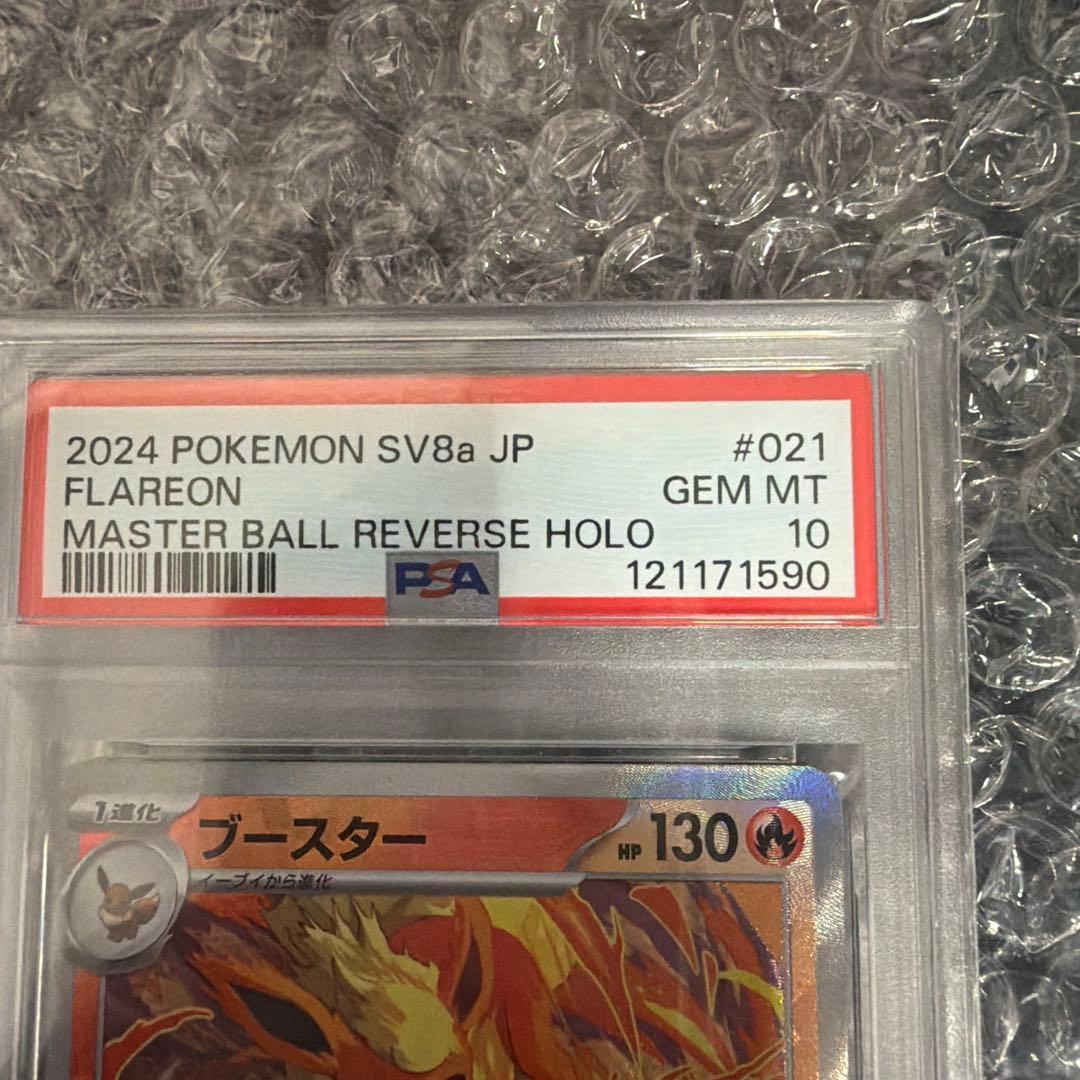 2024 POKEMON SV8a JP #021
FLAREON GEM MT
MASTER BALL REVERSE HOLO 10
PSA 121171590
1進化
ブースター HP 130
イーブイから進化